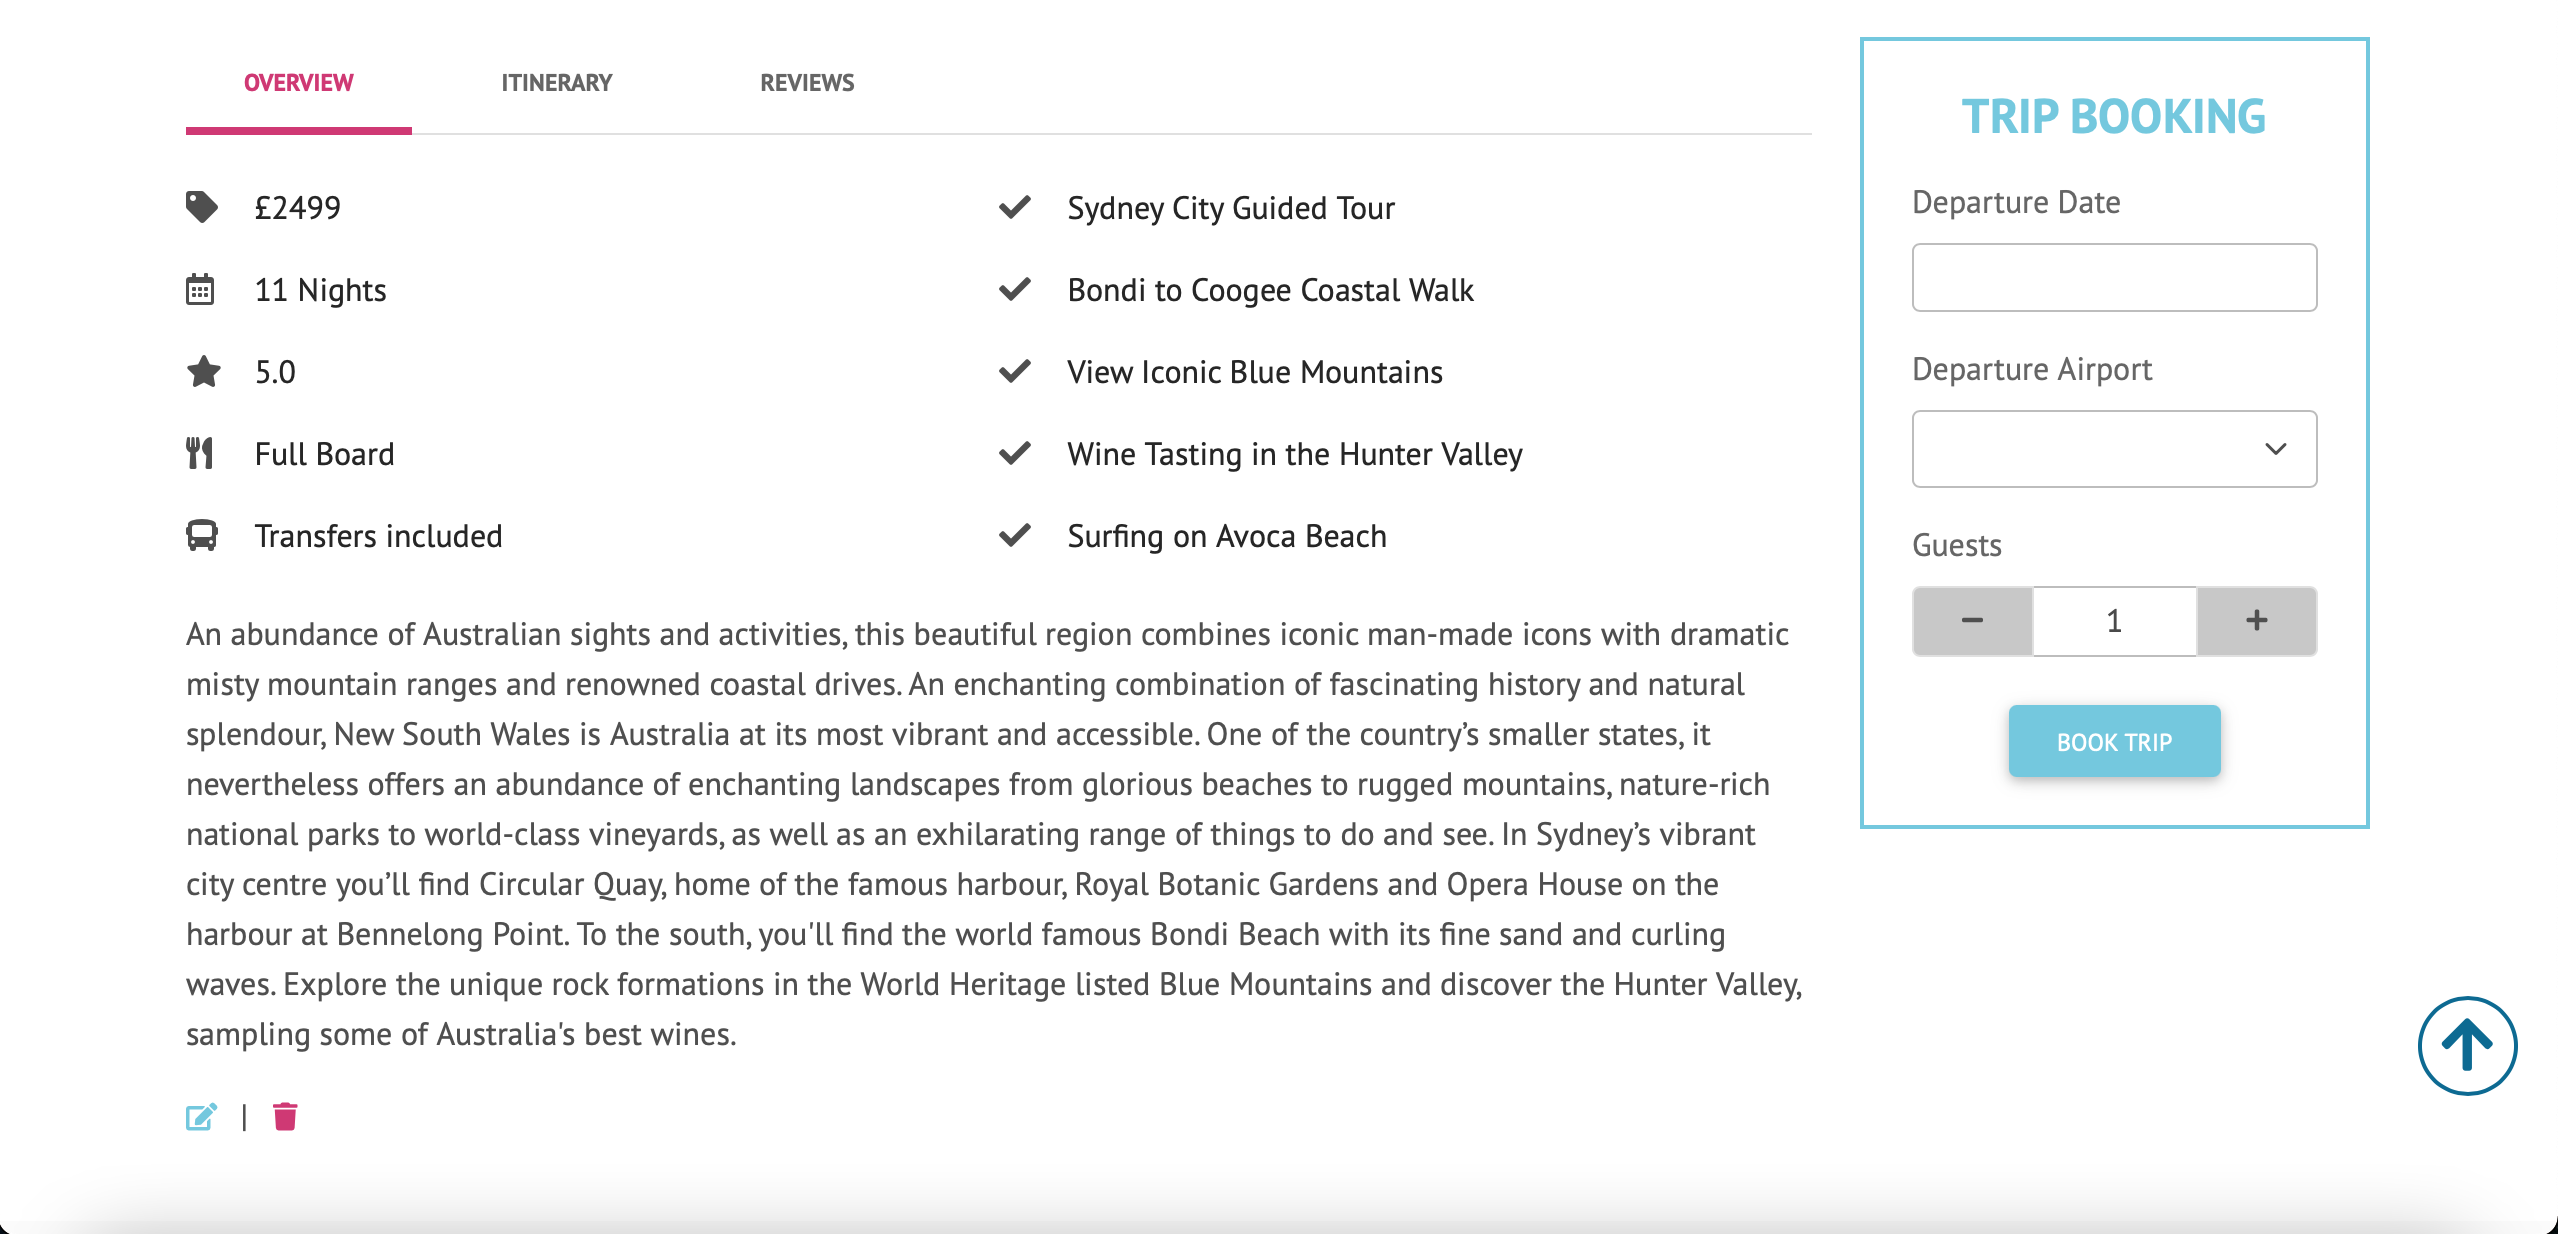 OVERVIEW
ITINERARY
REVIEWS
£2499
11 Nights
5.0
Full Board
Transfers included
Sydney City Guided Tour
Bondi to Coogee Coastal Walk
View Iconic Blue Mountains
Wine Tasting in the Hunter Valley
Surfing on Avoca Beach
An abundance of Australian sights and activities, this beautiful region combines iconic man-made icons with dramatic
misty mountain ranges and renowned coastal drives. An enchanting combination of fascinating history and natural
splendour, New South Wales is Australia at its most vibrant and accessible. One of the country’s smaller states, it
nevertheless offers an abundance of enchanting landscapes from glorious beaches to rugged mountains, nature-rich
national parks to world-class vineyards, as well as an exhilarating range of things to do and see. In Sydney’s vibrant
city centre you’ll find Circular Quay, home of the famous harbour, Royal Botanic Gardens and Opera House on the
harbour at Bennelong Point. To the south, you'll find the world famous Bondi Beach with its fine sand and curling
waves. Explore the unique rock formations in the World Heritage listed Blue Mountains and discover the Hunter Valley,
sampling some of Australia's best wines.
|
TRIP BOOKING
Departure Date
Departure Airport
Guests
− 1 +
BOOK TRIP